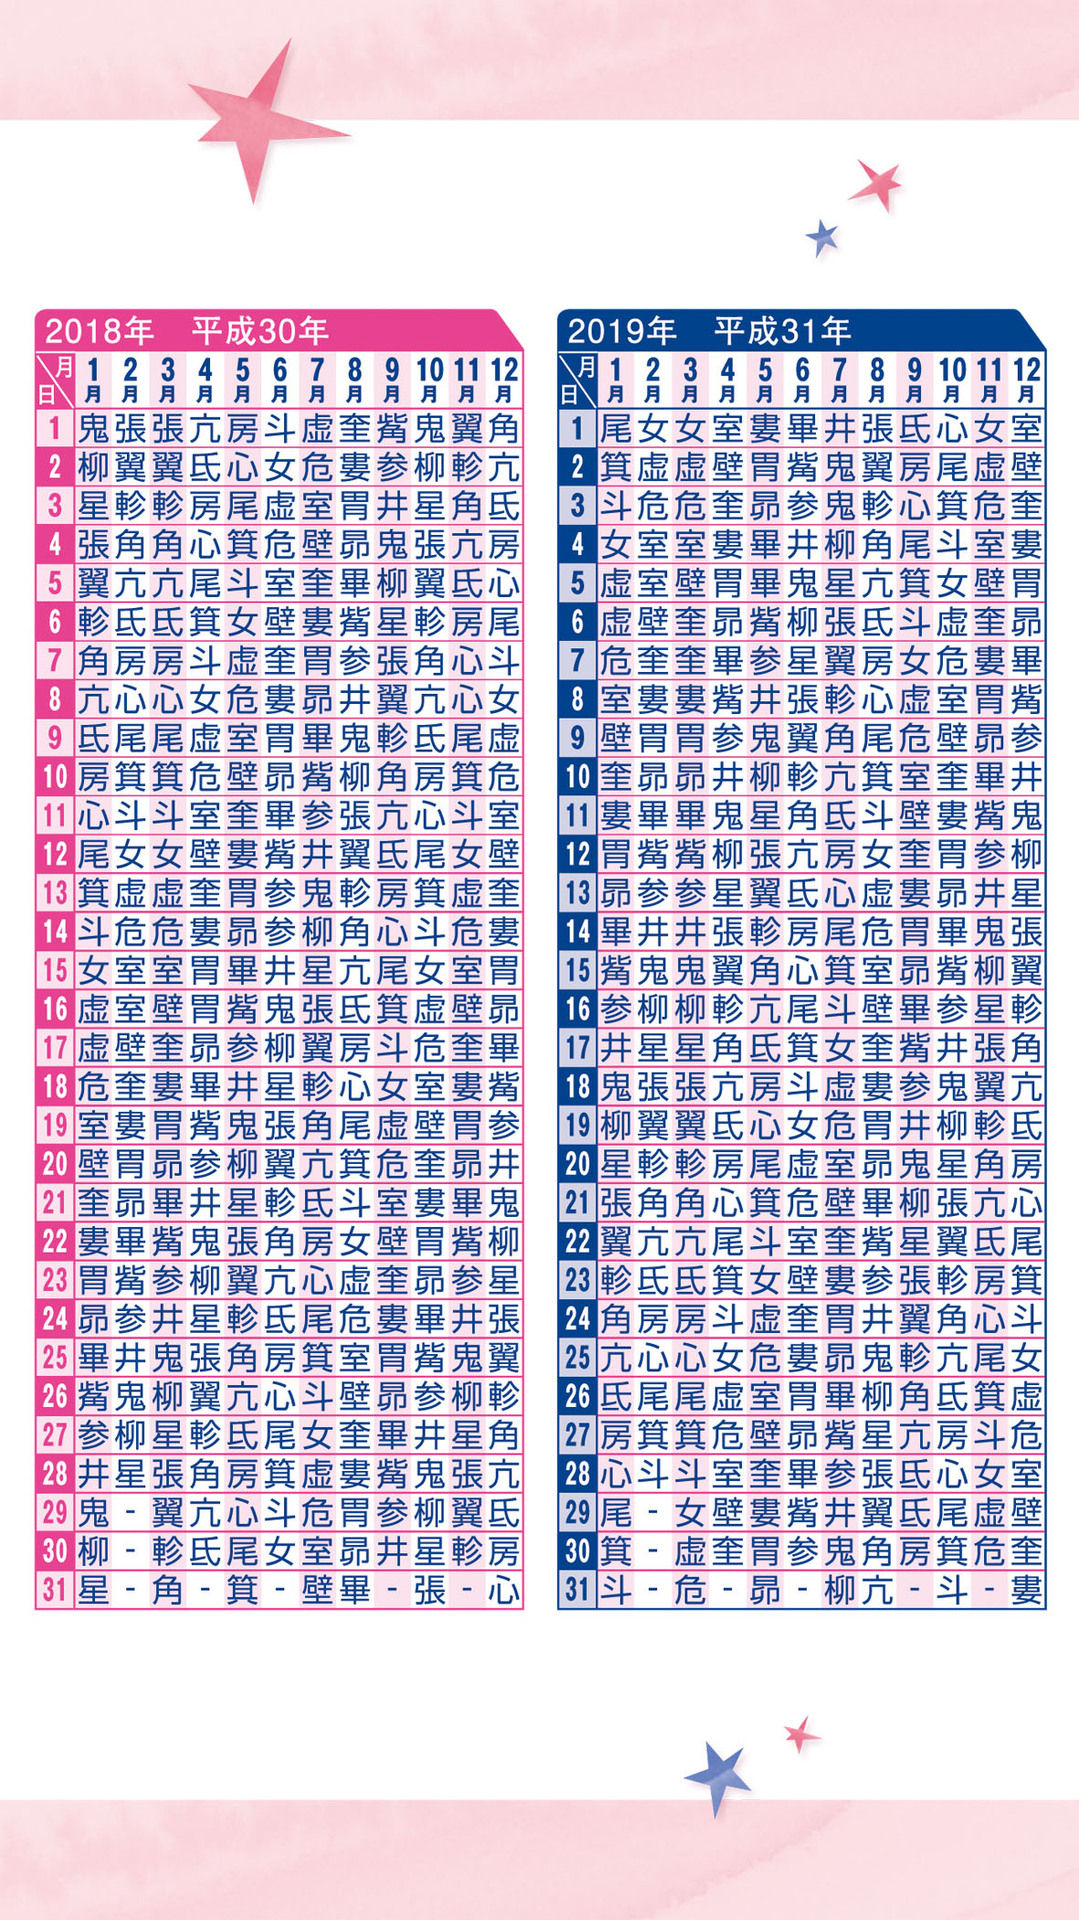 2018年 平成30年
月 日 1月 2月 3月 4月 5月 6月 7月 8月 9月 10月 11月 12月
1 鬼 張 張 亢 房 斗 虚 奎 觜 鬼 翼 角
2 柳 翼 翼 氐 心 女 危 婁 参 柳 軫 亢
3 星 軫 軫 房 尾 虚 室 胃 井 星 角 氐
4 張 角 角 心 箕 危 壁 昴 鬼 張 亢 房
5 翼 亢 亢 尾 斗 室 奎 畢 柳 翼 氐 心
6 軫 氐 氐 箕 女 壁 婁 觜 星 軫 房 尾
7 角 房 房 斗 虚 奎 胃 参 張 角 心 斗
8 亢 心 心 女 危 婁 昴 井 翼 亢 心 女
9 氐 尾 尾 虚 室 胃 畢 鬼 軫 氐 尾 虚
10 房 箕 箕 危 壁 昴 觜 柳 角 房 箕 危
11 心 斗 斗 室 奎 畢 参 張 亢 心 斗 室
12 尾 女 女 壁 婁 觜 井 翼 氐 尾 女 壁
13 箕 虚 虚 奎 胃 参 鬼 軫 房 箕 虚 奎
14 斗 危 危 婁 昴 参 柳 角 心 斗 危 婁
15 女 室 室 胃 畢 井 星 亢 尾 女 室 胃
16 虚 室 壁 胃 觜 鬼 張 氐 箕 虚 壁 昴
17 虚 壁 奎 昴 参 柳 翼 房 斗 危 奎 畢
18 危 奎 婁 畢 井 星 軫 心 女 室 婁 觜
19 室 婁 胃 觜 鬼 張 角 尾 虚 壁 胃 参
20 壁 胃 昴 参 柳 翼 亢 箕 危 奎 昴 井
21 奎 昴 畢 井 星 軫 氐 斗 室 婁 畢 鬼
22 婁 畢 觜 鬼 張 角 房 女 壁 胃 觜 柳
23 胃 觜 参 柳 翼 亢 心 虚 奎 昴 参 星
24 昴 参 井 星 軫 氐 尾 危 婁 畢 井 張
25 畢 井 鬼 張 角 房 箕 室 胃 觜 鬼 翼
26 觜 鬼 柳 翼 亢 心 斗 壁 昴 参 柳 軫
27 参 柳 星 軫 氐 尾 女 奎 畢 井 星 角
28 井 星 張 角 房 箕 虚 婁 觜 鬼 張 亢
29 鬼 - 翼 亢 心 斗 危 胃 参 柳 翼 氐
30 柳 - 軫 氐 尾 女 室 昴 井 星 軫 房
31 星 - 角 - 箕 - 壁 畢 - 張 - 心
2019年 平成31年
月 日 1月 2月 3月 4月 5月 6月 7月 8月 9月 10月 11月 12月
1 尾 女 女 室 婁 畢 井 張 氐 心 女 室
2 箕 虚 虚 壁 胃 觜 鬼 翼 房 尾 虚 壁
3 斗 危 危 奎 昴 参 鬼 軫 心 箕 危 奎
4 女 室 室 婁 畢 井 柳 角 尾 斗 室 婁
5 虚 室 壁 胃 畢 鬼 星 亢 箕 女 壁 胃
6 虚 壁 奎 昴 觜 柳 張 氐 斗 虚 奎 昴
7 危 奎 奎 畢 参 星 翼 房 女 危 婁 畢
8 室 婁 婁 觜 井 張 軫 心 虚 室 胃 觜
9 壁 胃 胃 参 鬼 翼 角 尾 危 壁 昴 参
10 奎 昴 昴 井 柳 軫 亢 箕 室 奎 畢 井
11 婁 畢 畢 鬼 星 角 氐 斗 壁 婁 觜 鬼
12 胃 觜 觜 柳 張 亢 房 女 奎 胃 参 柳
13 昴 参 参 星 翼 氐 心 虚 婁 昴 井 星
14 畢 井 井 張 軫 房 尾 危 胃 畢 鬼 張
15 觜 鬼 鬼 翼 角 心 箕 室 昴 觜 柳 翼
16 参 柳 柳 軫 亢 尾 斗 壁 畢 参 星 軫
17 井 星 星 角 氐 箕 女 奎 觜 井 張 角
18 鬼 張 張 亢 房 斗 虚 婁 参 鬼 翼 亢
19 柳 翼 翼 氐 心 女 危 胃 井 柳 軫 氐
20 星 軫 軫 房 尾 虚 室 昴 鬼 星 角 房
21 張 角 角 心 箕 危 壁 畢 柳 張 亢 心
22 翼 亢 亢 尾 斗 室 奎 觜 星 翼 氐 尾
23 軫 氐 氐 箕 女 壁 婁 参 張 軫 房 箕
24 角 房 房 斗 虚 奎 胃 井 翼 角 心 斗
25 亢 心 心 女 危 婁 昴 鬼 軫 亢 尾 女
26 氐 尾 尾 虚 室 胃 畢 柳 角 氐 箕 虚
27 房 箕 箕 危 壁 昴 觜 星 亢 房 斗 危
28 心 斗 斗 室 奎 畢 参 張 氐 心 女 室
29 尾 - 女 壁 婁 觜 井 翼 氐 尾 虚 壁
30 箕 - 虚 奎 胃 参 鬼 角 房 箕 危 奎
31 斗 - 危 - 昴 - 柳 亢 - 斗 - 婁